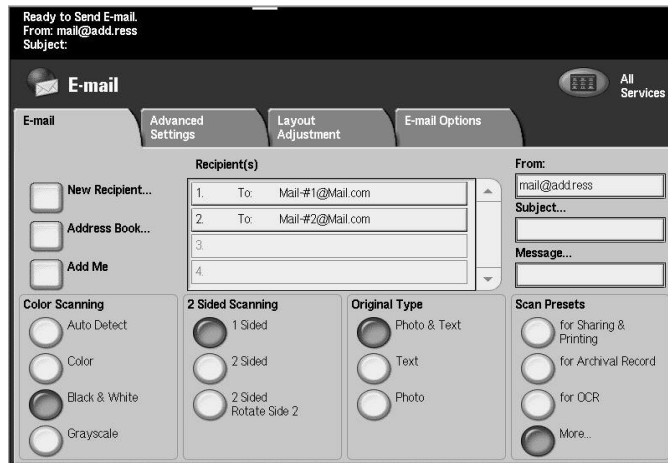 Ready to Send E-mail.
From: mail@add.ress
Subject:
E-mail
All
Services
E-mail
Advanced
Settings
Layout
Adjustment
E-mail Options
Recipient(s)
New Recipient...
Address Book...
Add Me
1. To: Mail-#1@Mail.com
2. To: Mail-#2@Mail.com
3.
4.
From:
mail@add.ress
Subject...
Message...
Color Scanning
Auto Detect
Color
Black & White
Grayscale
2 Sided Scanning
1 Sided
2 Sided
2 Sided
Rotate Side 2
Original Type
Photo & Text
Text
Photo
Scan Presets
for Sharing &
Printing
for Archival Record
for OCR
More...